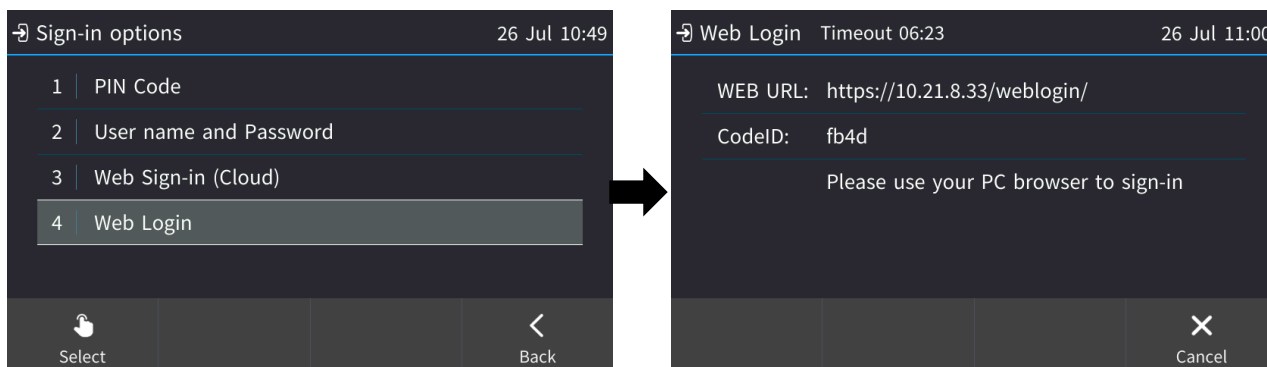 Sign-in options 26 Jul 10:49
1 PIN Code
2 User name and Password
3 Web Sign-in (Cloud)
4 Web Login
Select Back
Web Login Timeout 06:23 26 Jul 11:00
WEB URL: https://10.21.8.33/weblogin/
CodeID: fb4d
Please use your PC browser to sign-in
Cancel